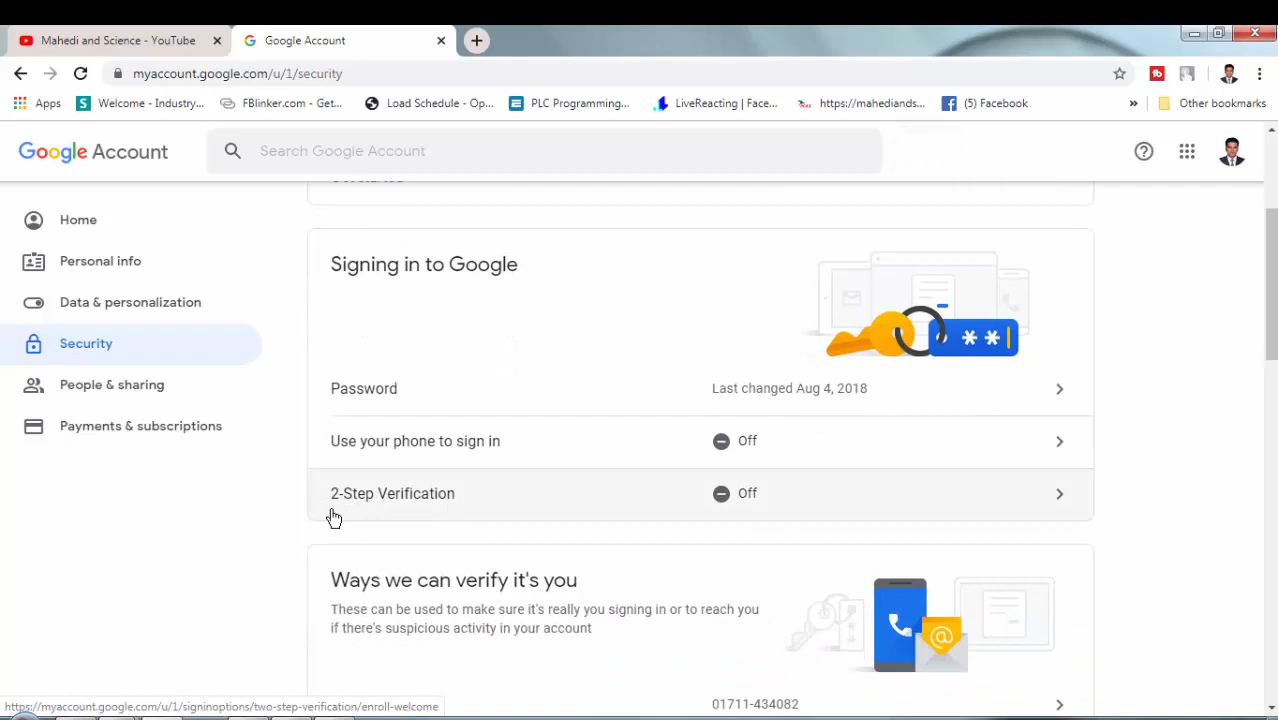 Mahedi and Science - YouTube
Google Account
myaccount.google.com/u/1/security
Apps
Welcome - Industry...
FBlinker.com - Get...
Load Schedule - Op...
PLC Programming...
LiveReacting | Face...
https://mahediands...
(5) Facebook
»
Other bookmarks
Google Account
Search Google Account
Home
Personal info
Data & personalization
Security
People & sharing
Payments & subscriptions
Signing in to Google
Password
Last changed Aug 4, 2018
Use your phone to sign in
Off
2-Step Verification
Off
Ways we can verify it's you
These can be used to make sure it's really you signing in or to reach you
if there's suspicious activity in your account
01711-434082
https://myaccount.google.com/u/1/signinoptions/two-step-verification/enroll-welcome